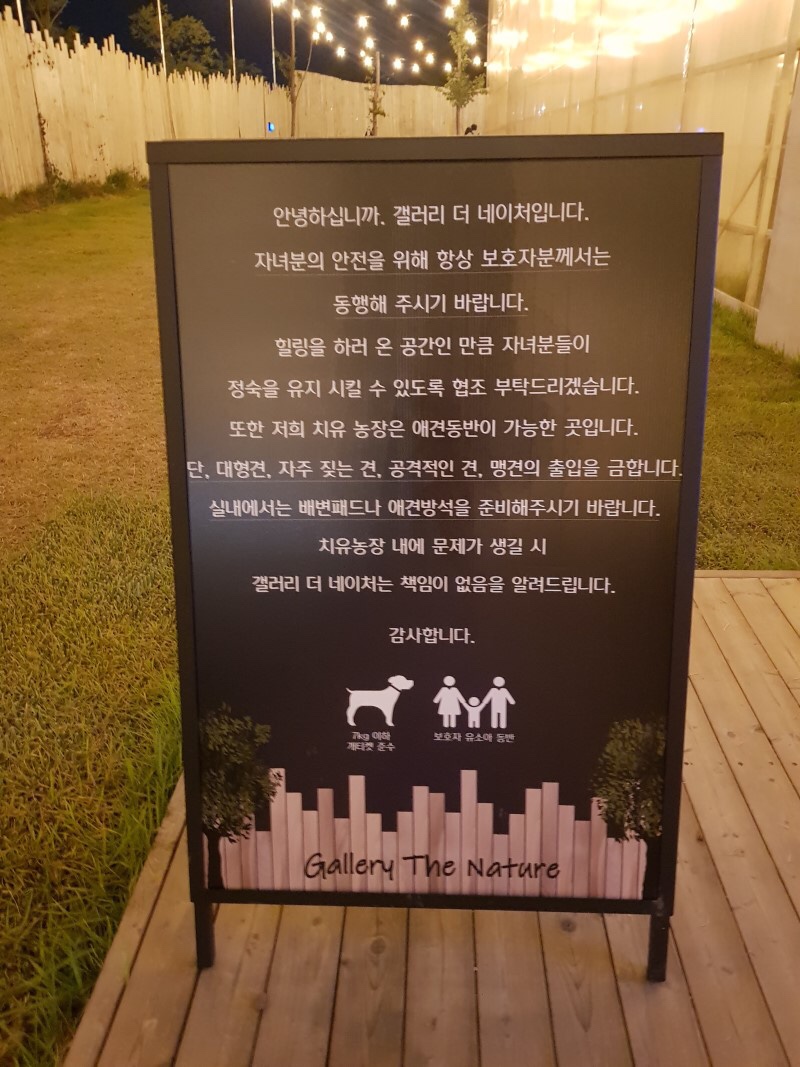 안녕하십니까. 갤러리 더 네이처입니다.
자녀분의 안전을 위해 항상 보호자분께서는
동행해 주시기 바랍니다.
힐링을 하러 온 공간인 만큼 자녀분들이
정숙을 유지 시킬 수 있도록 협조 부탁드리겠습니다.
또한 저희 치유 농장은 애견동반이 가능한 곳입니다.
단, 대형견, 자주 짖는 견, 공격적인 견, 맹견의 출입을 금합니다.
실내에서는 배변패드나 애견방석을 준비해주시기 바랍니다.
치유농장 내에 문제가 생길 시
갤러리 더 네이처는 책임이 없음을 알려드립니다.
감사합니다.
7kg 이하
개티켓 준수
보호자 유소아 동반
Gallery The Nature